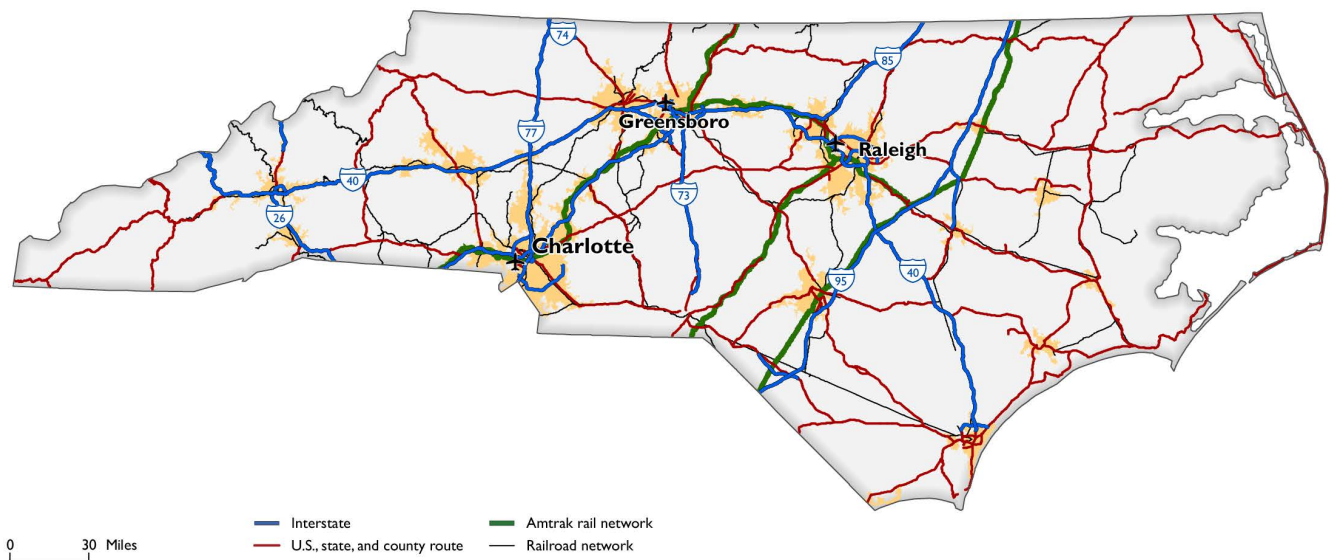 74
85
77
Greensboro
Raleigh
40
73
26
Charlotte
95
40
Interstate
Amtrak rail network
0 30 Miles
U.S., state, and county route
Railroad network